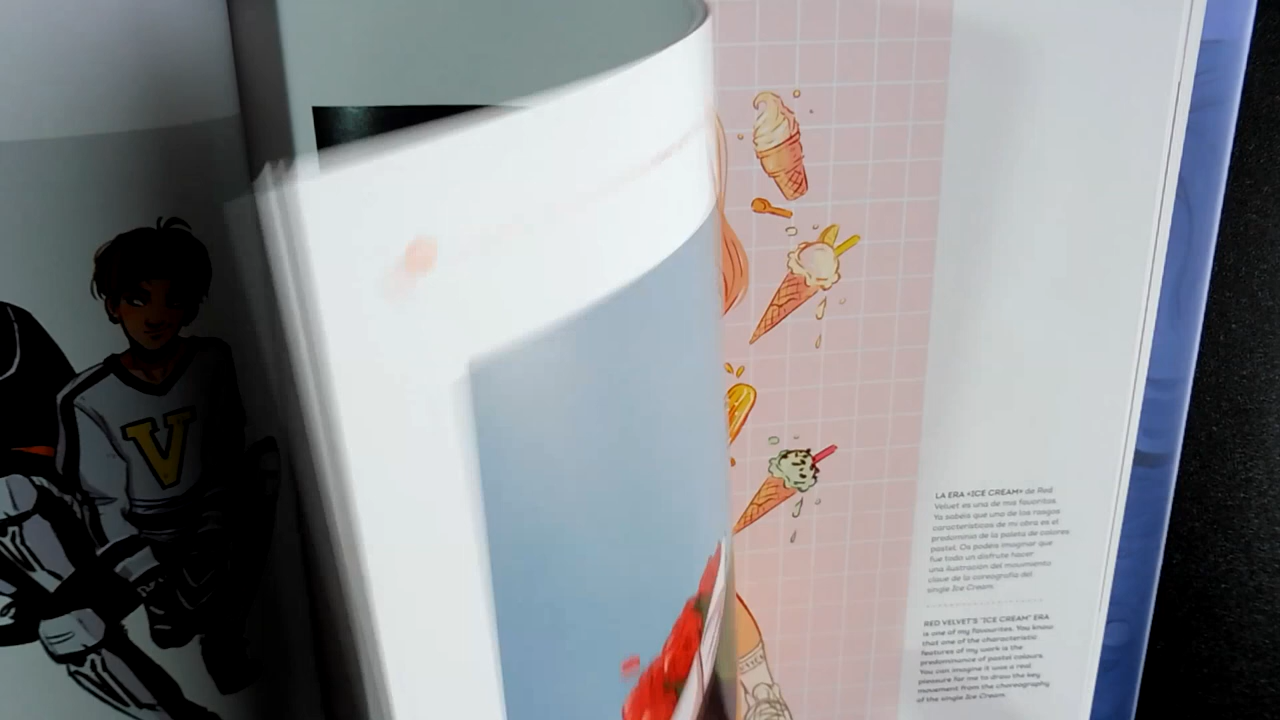 V
LA ERA «ICE CREAM» de Red
Velvet es una de mis favoritas.
Ya sabéis que uno de los rasgos
característicos de mi obra es el
predominio de la paleta de colores
pastel. Os podéis imaginar que
fue todo un disfrute hacer
una ilustración del movimiento
clave de la coreografía del
single Ice Cream.
RED VELVET'S "ICE CREAM" ERA
is one of my favourites. You know
that one of the characteristic
features of my work is the
predominance of pastel colours.
You can imagine it was a real
pleasure for me to draw the key
movement from the choreography
of the single Ice Cream.